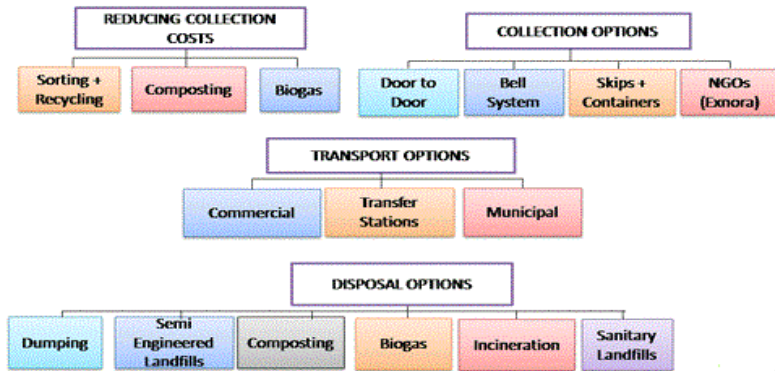 REDUCING COLLECTION
COSTS
Sorting +
Recycling
Composting
Biogas
COLLECTION OPTIONS
Door to
Door
Bell
System
Skips +
Containers
NGOs
(Exnora)
TRANSPORT OPTIONS
Commercial
Transfer
Stations
Municipal
DISPOSAL OPTIONS
Dumping
Semi
Engineered
Landfills
Composting
Biogas
Incineration
Sanitary
Landfills